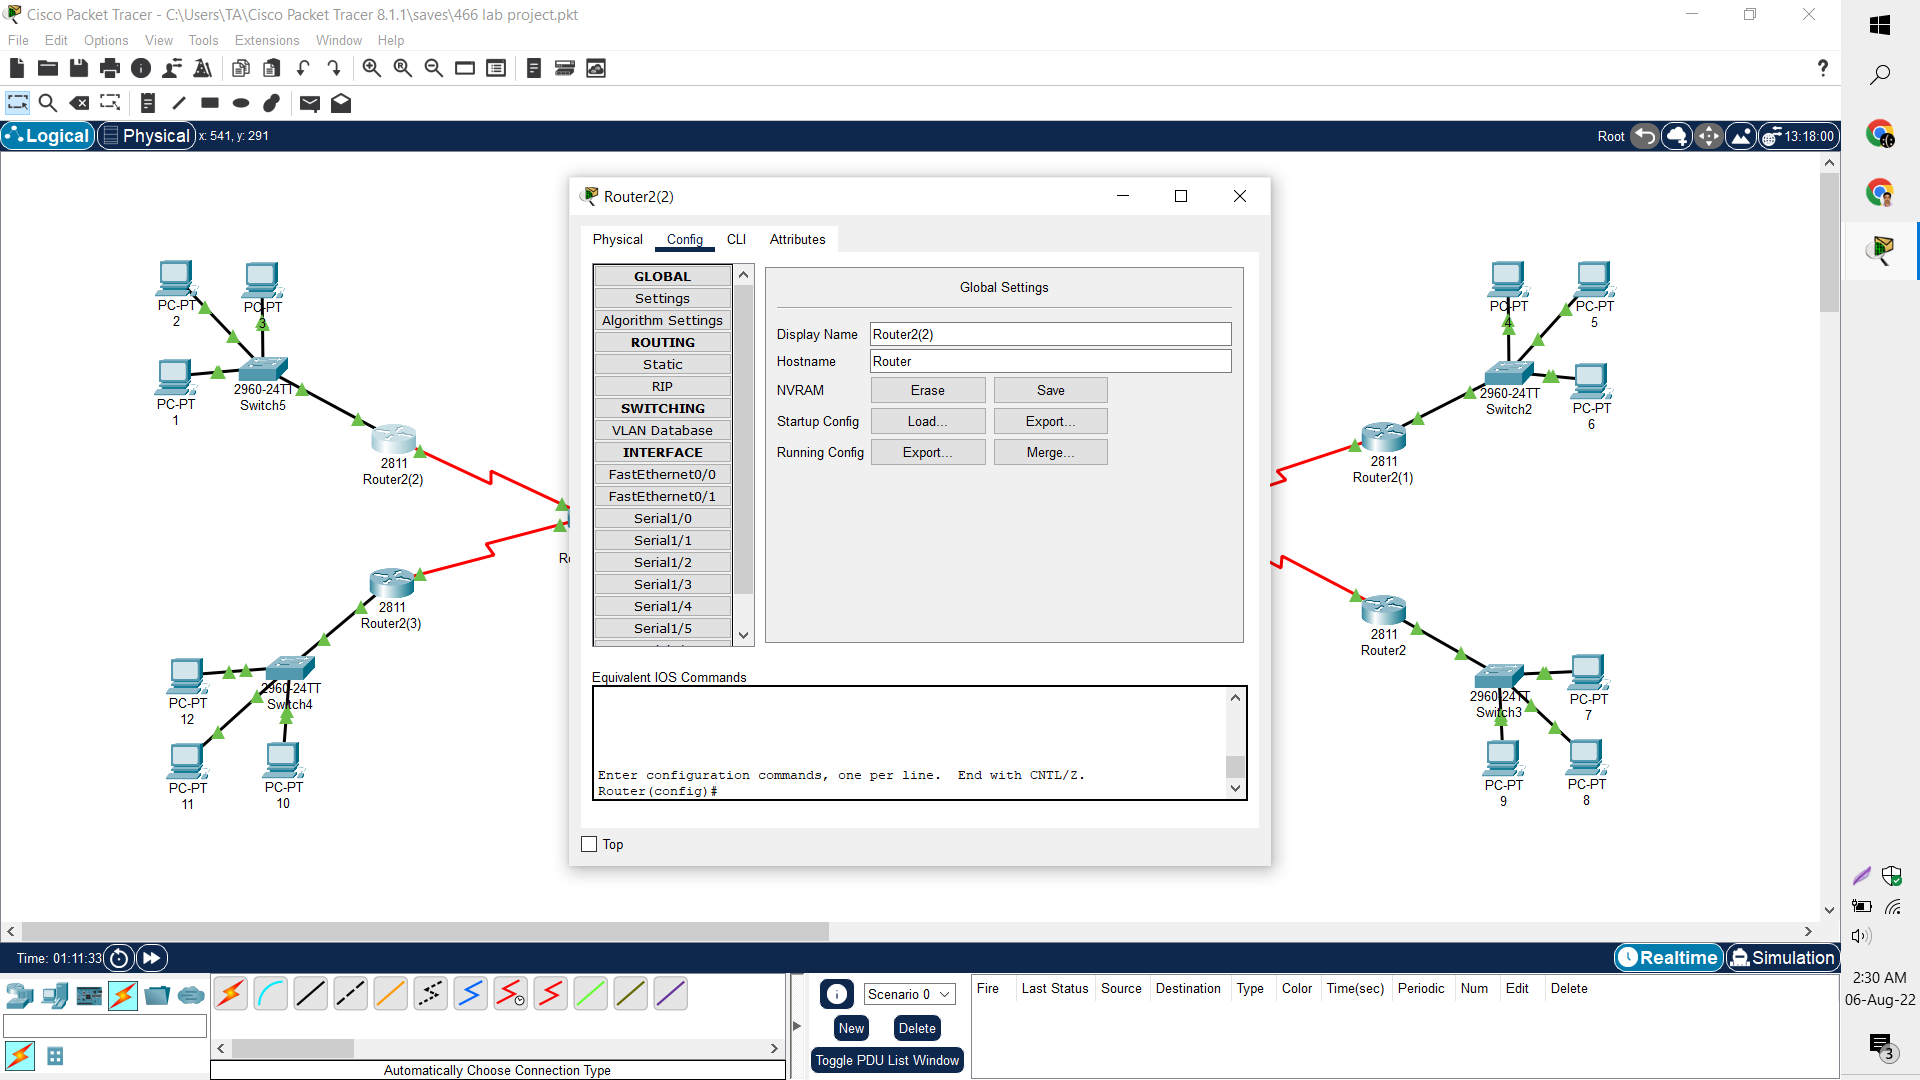 Cisco Packet Tracer - C:\Users\TA\Cisco Packet Tracer 8.1.1\saves\466 lab project.pkt
File Edit Options View Tools Extensions Window Help
?
Logical Physical x: 541, y: 291
Root 13:18:00
Router2(2)
Physical Config CLI Attributes
GLOBAL
Settings
Algorithm Settings
ROUTING
Static
RIP
SWITCHING
VLAN Database
INTERFACE
FastEthernet0/0
FastEthernet0/1
Serial1/0
Serial1/1
Serial1/2
Serial1/3
Serial1/4
Serial1/5
Global Settings
Display Name Router2(2)
Hostname Router
NVRAM Erase Save
Startup Config Load... Export...
Running Config Export... Merge...
Equivalent IOS Commands
Enter configuration commands, one per line. End with CNTL/Z.
Router(config)#
Top
PC-PT
2
PC-PT
3
PC-PT
1
2960-24TT
Switch5
2811
Router2(2)
2811
Router2(3)
2960-24TT
Switch4
PC-PT
12
PC-PT
11
PC-PT
10
PC-PT
4
PC-PT
5
PC-PT
6
2960-24TT
Switch2
2811
Router2(1)
2811
Router2
2960-24TT
Switch3
PC-PT
7
PC-PT
8
PC-PT
9
Time: 01:11:33
Realtime Simulation
Automatically Choose Connection Type
Scenario 0
New Delete
Toggle PDU List Window
Fire Last Status Source Destination Type Color Time(sec) Periodic Num Edit Delete
2:30 AM
06-Aug-22
3